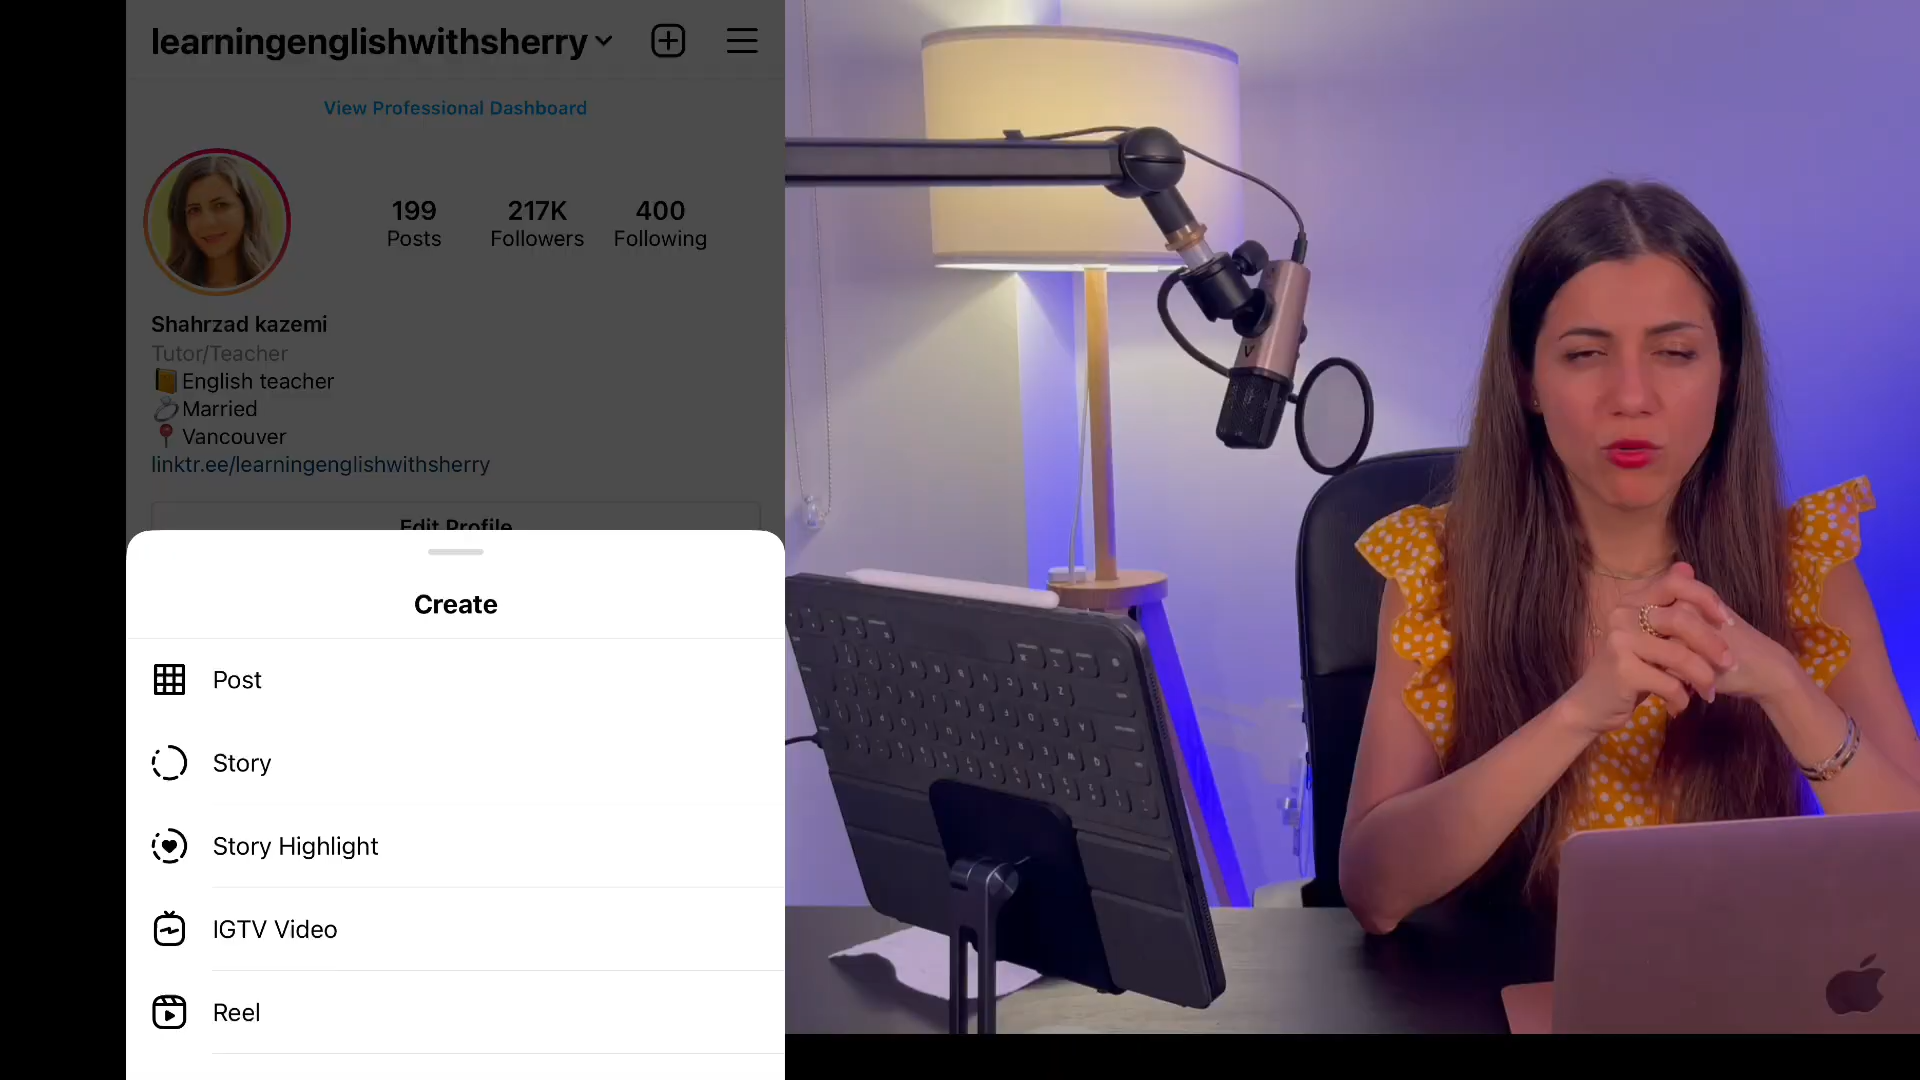 learningenglishwithsherry
View Professional Dashboard
199
Posts
217K
Followers
400
Following
Shahrzad kazemi
Tutor/Teacher
English teacher
Married
Vancouver
linktr.ee/learningenglishwithsherry
Edit Profile
Create
Post
Story
Story Highlight
IGTV Video
Reel